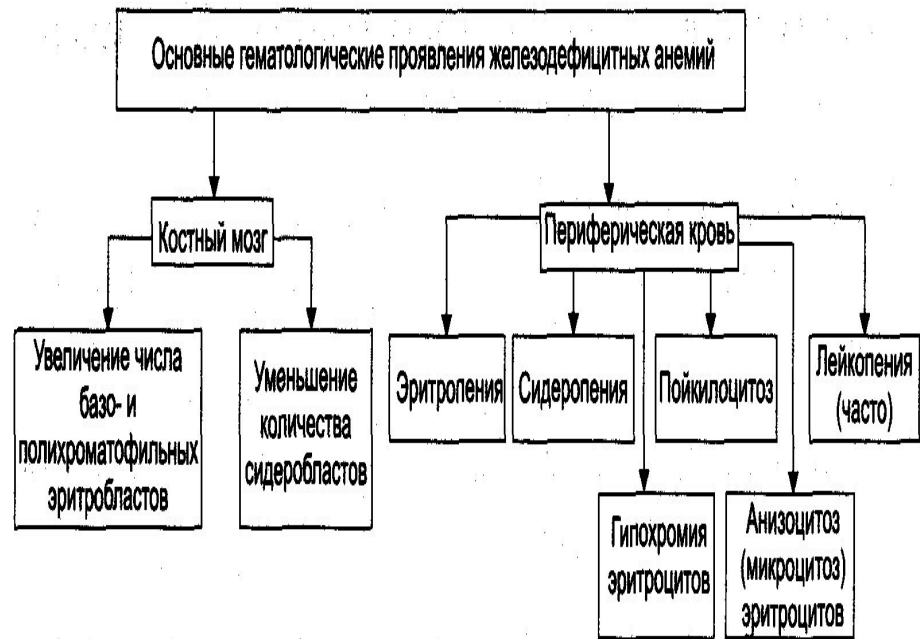 Основные гематологические проявления железодефицитных анемий
Костный мозг
Периферическая кровь
Увеличение числа
базо- и
полихроматофильных
эритробластов
Уменьшение
количества
сидеробластов
Эритропения
Сидеропения
Пойкилоцитоз
Лейкопения
(часто)
Гипохромия
эритроцитов
Анизоцитоз
(микроцитоз)
эритроцитов